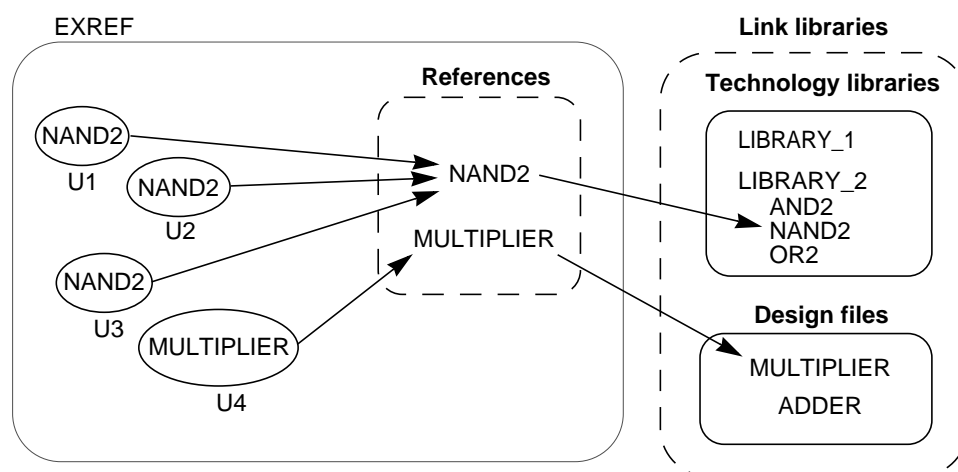 EXREF
Link libraries
References
Technology libraries
NAND2
U1
NAND2
U2
NAND2
U3
MULTIPLIER
U4
NAND2
MULTIPLIER
LIBRARY_1
LIBRARY_2
AND2
NAND2
OR2
Design files
MULTIPLIER
ADDER